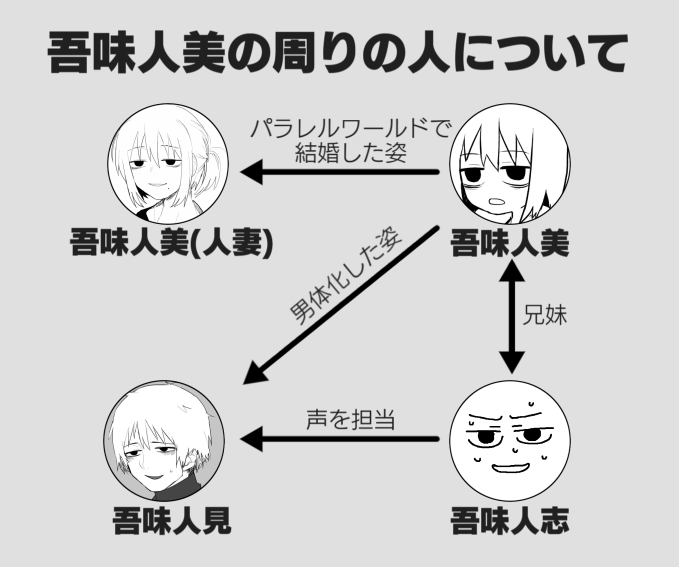 吾味人美の周りの人について
パラレルワールドで
結婚した姿
吾味人美(人妻)
吾味人美
男体化した姿
兄妹
声を担当
吾味人見
吾味人志